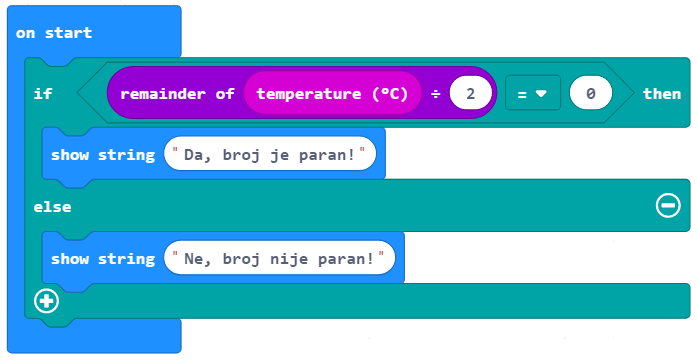 on start
if remainder of temperature (°C) ÷ 2 = 0 then
show string "Da, broj je paran!"
else
show string "Ne, broj nije paran!"